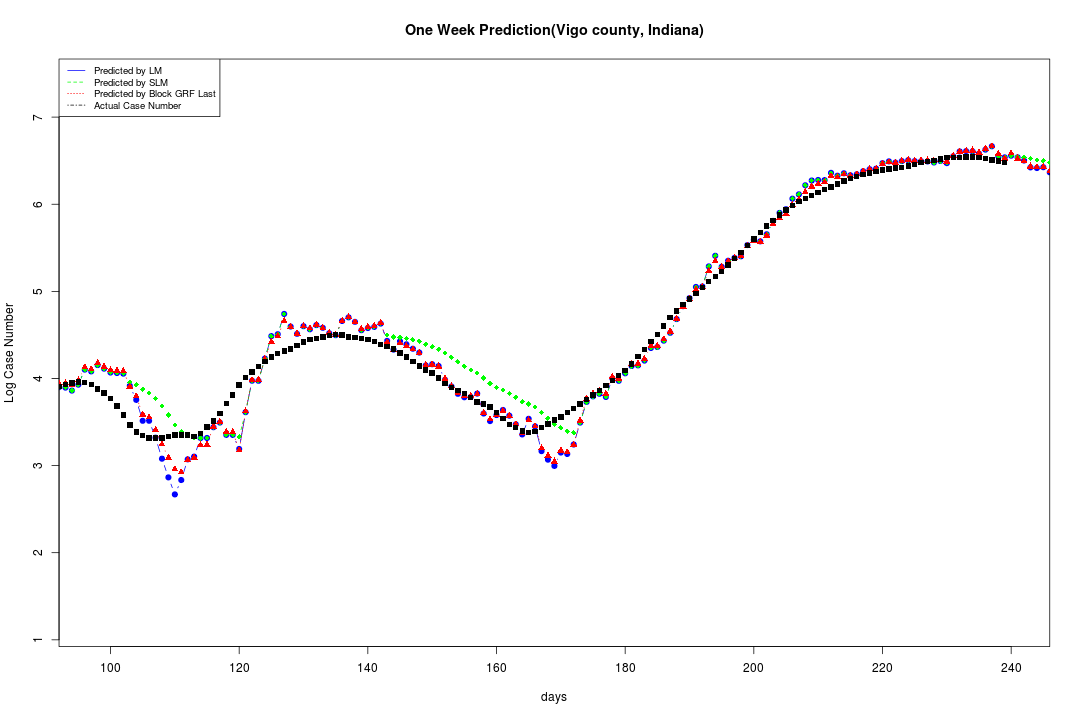 One Week Prediction(Vigo county, Indiana)
Predicted by LM
Predicted by SLM
Predicted by Block GRF Last
Actual Case Number
7
6
5
4
3
2
1
Log Case Number
100 120 140 160 180 200 220 240
days